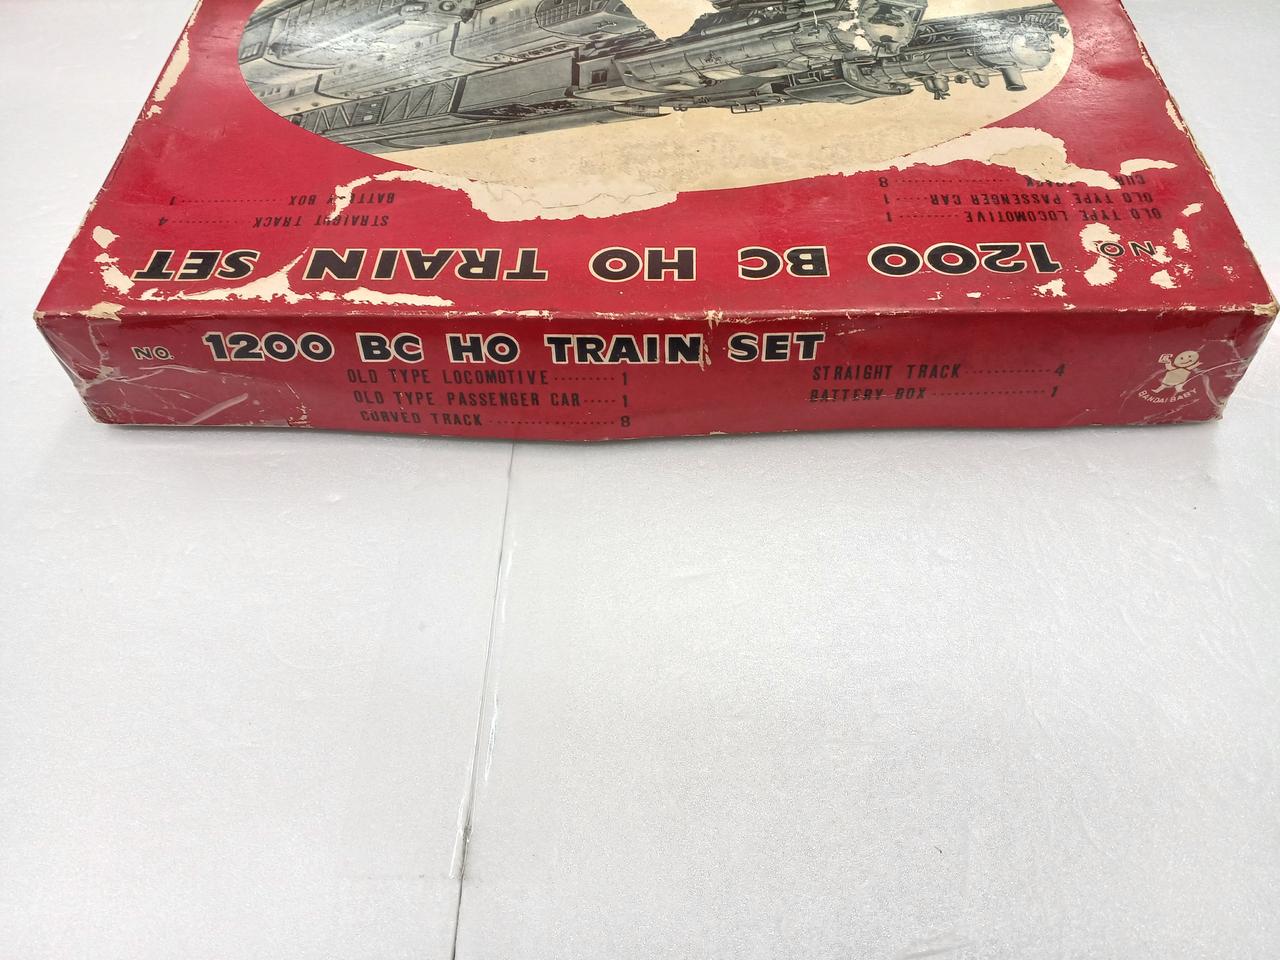 BATTERY BOX ·············· 1
STRAIGHT TRACK ·········· 4
8
OLD TYPE PASSENGER CAR ····· 1
OLD TYPE LOCOMOTIVE ········· 1
NO. 1200 BC HO TRAIN SET
NO. 1200 BC HO TRAIN SET
OLD TYPE LOCOMOTIVE ········· 1
OLD TYPE PASSENGER CAR ····· 1
CURVED TRACK ·················· 8
STRAIGHT TRACK ············ 4
BATTERY BOX ················ 1
BANDAI BABY